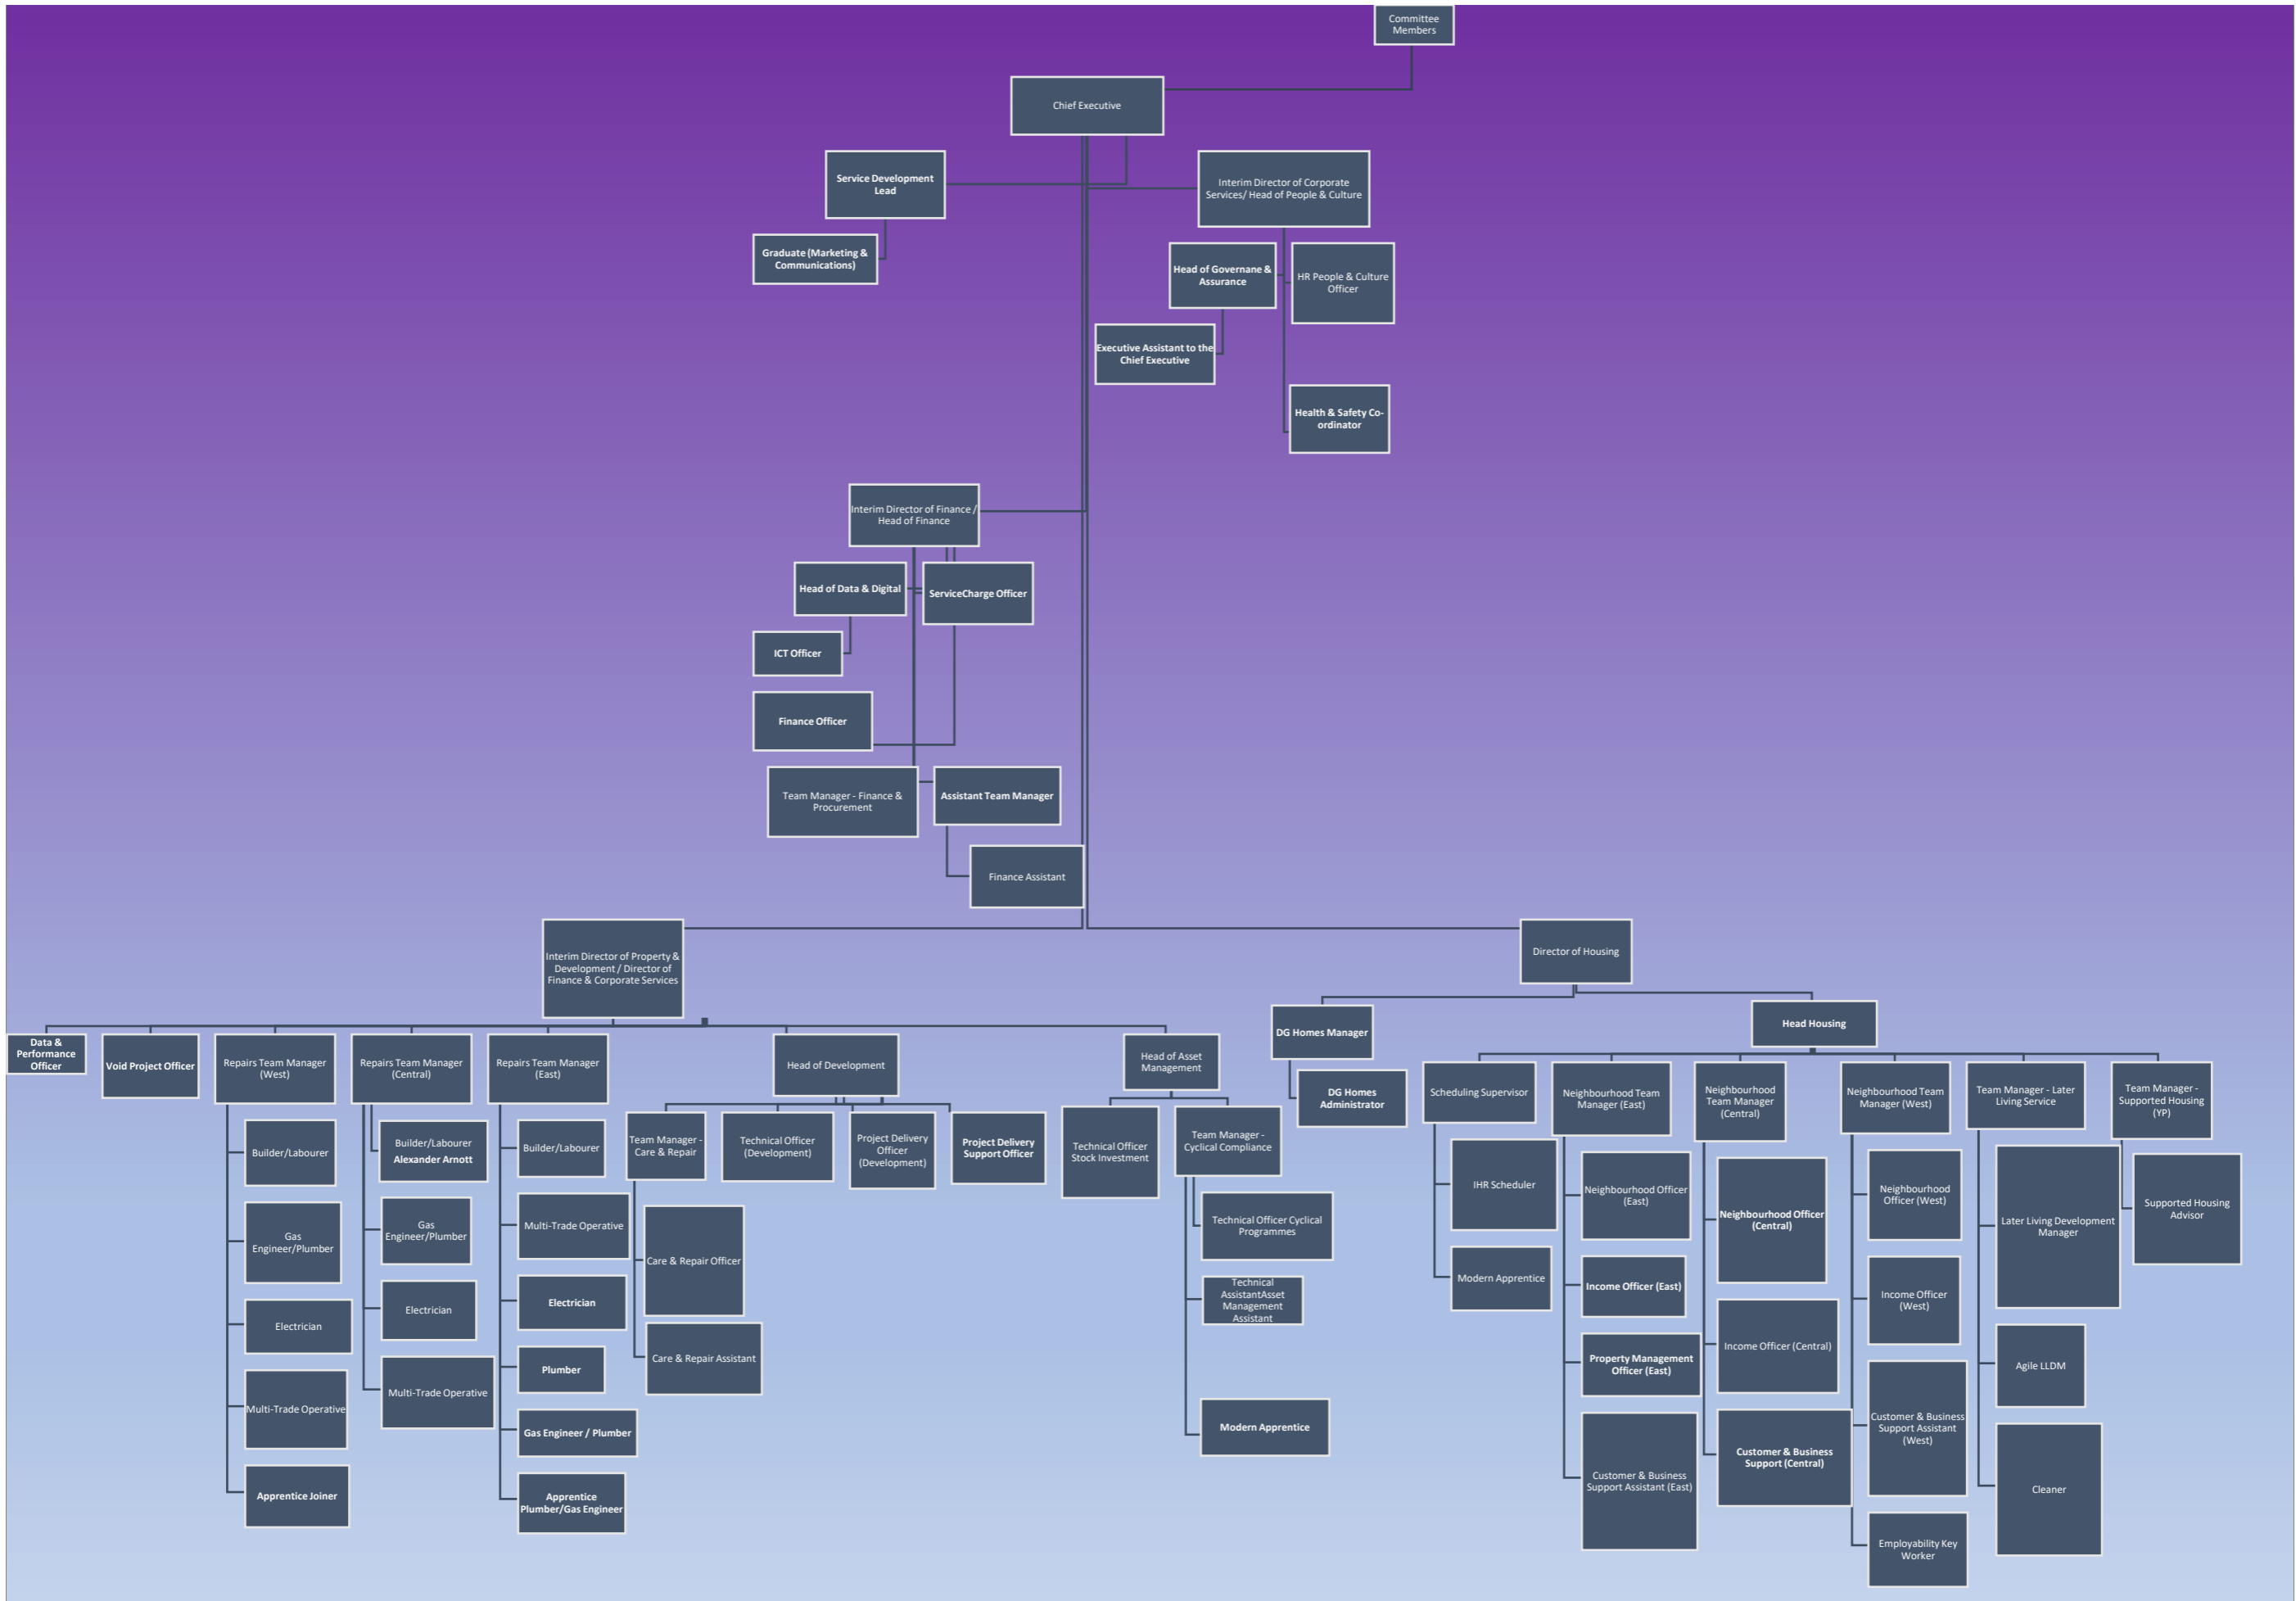 Committee
Members
Chief Executive
Service Development
Lead
Interim Director of Corporate
Services/ Head of People & Culture
Graduate (Marketing &
Communications)
Head of Governane &
Assurance
HR People & Culture
Officer
Executive Assistant to the
Chief Executive
Health & Safety Co-
ordinator
Interim Director of Finance /
Head of Finance
Head of Data & Digital
ServiceCharge Officer
ICT Officer
Finance Officer
Team Manager - Finance &
Procurement
Assistant Team Manager
Finance Assistant
Interim Director of Property &
Development / Director of
Finance & Corporate Services
Director of Housing
DG Homes Manager
Head Housing
DG Homes
Administrator
Data &
Performance
Officer
Void Project Officer
Repairs Team Manager
(West)
Repairs Team Manager
(Central)
Repairs Team Manager
(East)
Head of Development
Head of Asset
Management
Builder/Labourer
Gas
Engineer/Plumber
Electrician
Multi-Trade Operative
Apprentice Joiner
Builder/Labourer
Alexander Arnott
Gas
Engineer/Plumber
Electrician
Multi-Trade Operative
Builder/Labourer
Multi-Trade Operative
Electrician
Plumber
Gas Engineer / Plumber
Apprentice
Plumber/Gas Engineer
Team Manager -
Care & Repair
Technical Officer
(Development)
Project Delivery
Officer
(Development)
Project Delivery
Support Officer
Care & Repair Officer
Care & Repair Assistant
Technical Officer
Stock Investment
Team Manager -
Cyclical Compliance
Technical Officer Cyclical
Programmes
Technical
AssistantAsset
Management
Assistant
Modern Apprentice
Scheduling Supervisor
Neighbourhood Team
Manager (East)
Neighbourhood
Team Manager
(Central)
Neighbourhood Team
Manager (West)
Team Manager - Later
Living Service
Team Manager -
Supported Housing
(YP)
IHR Scheduler
Modern Apprentice
Neighbourhood Officer
(East)
Income Officer (East)
Property Management
Officer (East)
Customer & Business
Support Assistant (East)
Neighbourhood Officer
(Central)
Income Officer (Central)
Customer & Business
Support (Central)
Neighbourhood
Officer (West)
Income Officer
(West)
Customer & Business
Support Assistant
(West)
Employability Key
Worker
Later Living Development
Manager
Agile LLDM
Cleaner
Supported Housing
Advisor